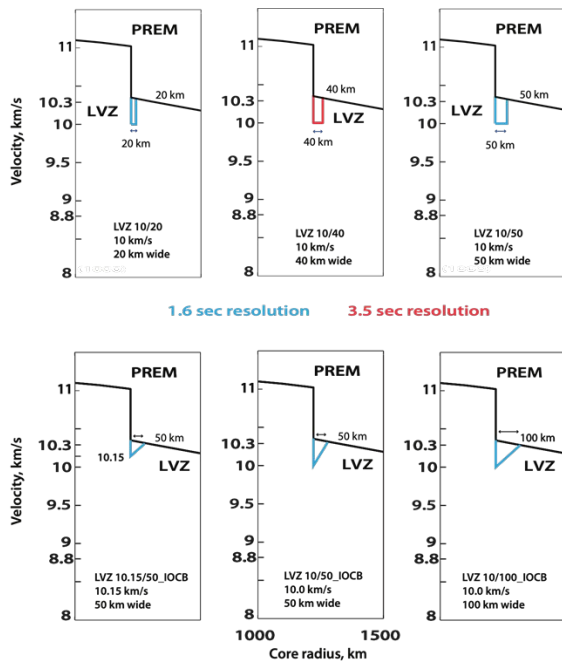 PREM
PREM
PREM
11
11
11
20 km
40 km
50 km
10.3
LVZ
10.3
10.3
LVZ
10
10
LVZ
10
20 km
40 km
50 km
9.5
9.5
9.5
9
9
9
8.8
8.8
8.8
LVZ 10/20
10 km/s
20 km wide
LVZ 10/40
10 km/s
40 km wide
LVZ 10/50
10 km/s
50 km wide
8
8
8
Velocity, km/s
1.6 sec resolution
3.5 sec resolution
PREM
PREM
PREM
11
11
11
50 km
50 km
100 km
10.3
10.3
10.3
10.15
LVZ
LVZ
LVZ
10
10
10
9.5
9.5
9.5
9
9
9
8.8
8.8
8.8
LVZ 10.15/50_IOCB
10.15 km/s
50 km wide
LVZ 10/50_IOCB
10.0 km/s
50 km wide
LVZ 10/100_IOCB
10.0 km/s
100 km wide
8
8
8
Velocity, km/s
1000
1500
Core radius, km